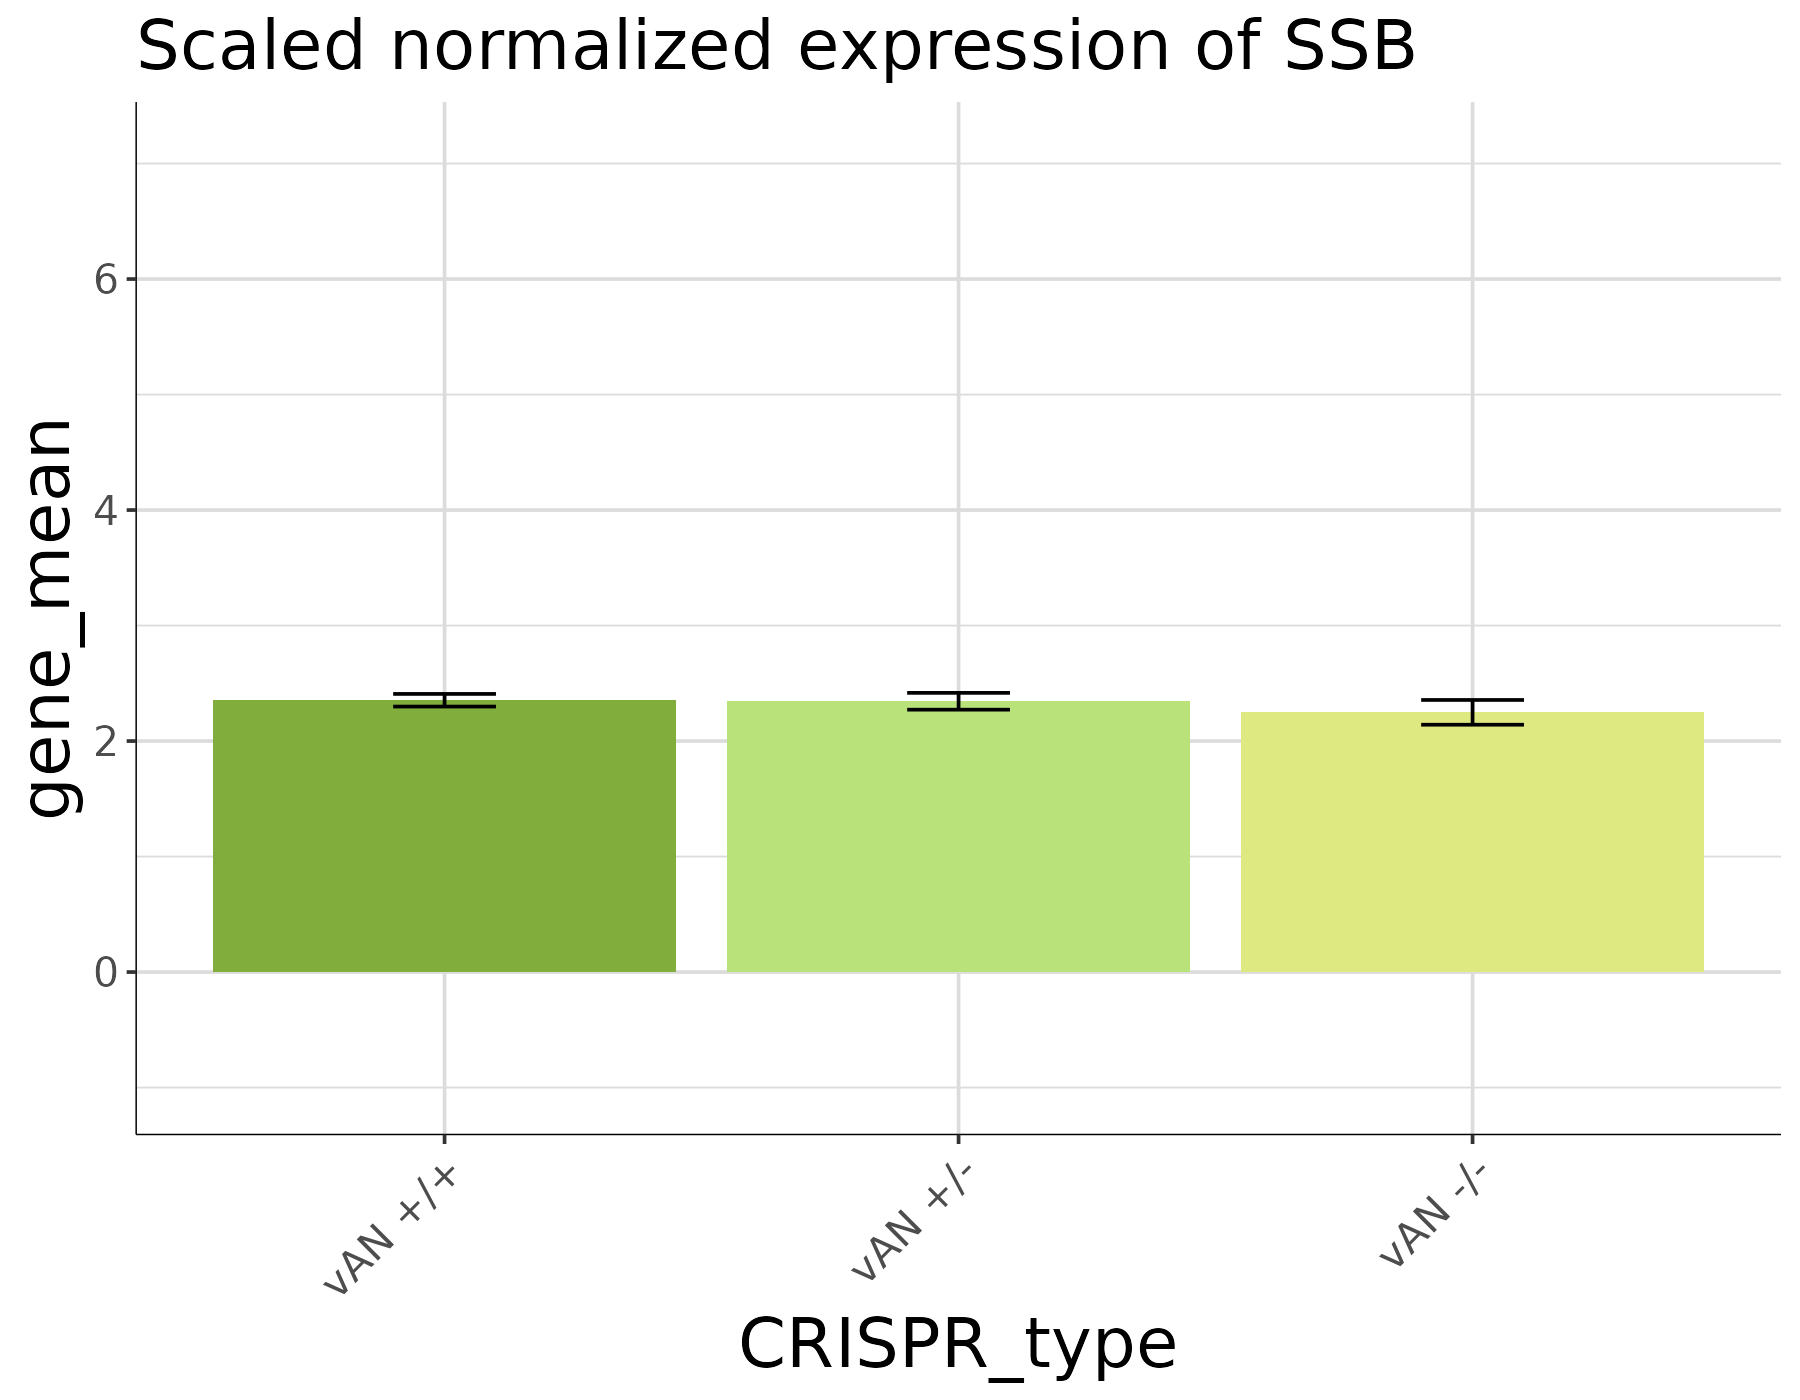 Scaled normalized expression of SSB
gene_mean
6
4
2
0
vAN +/+
vAN +/-
vAN -/-
CRISPR_type